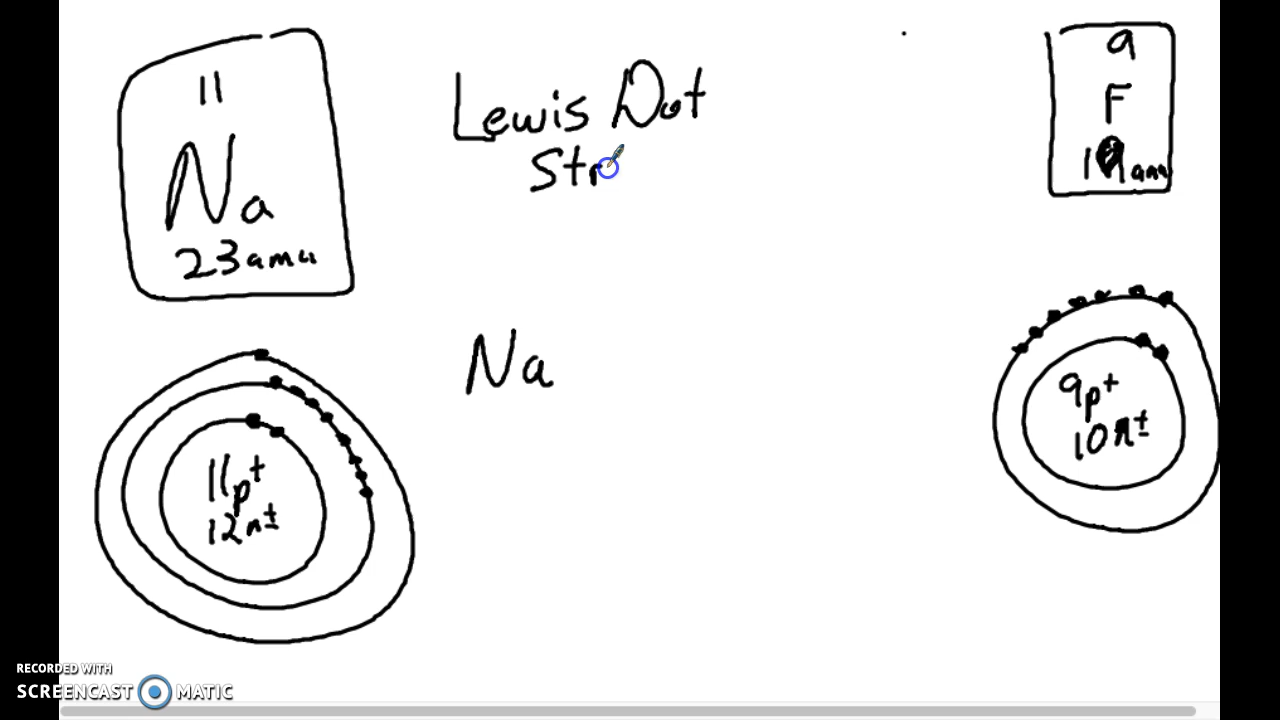 11
Na
23amu
Lewis Dot
Str
9
F
19amu
Na
11p+
12n±
9p+
10n±
RECORDED WITH
SCREENCAST MATIC